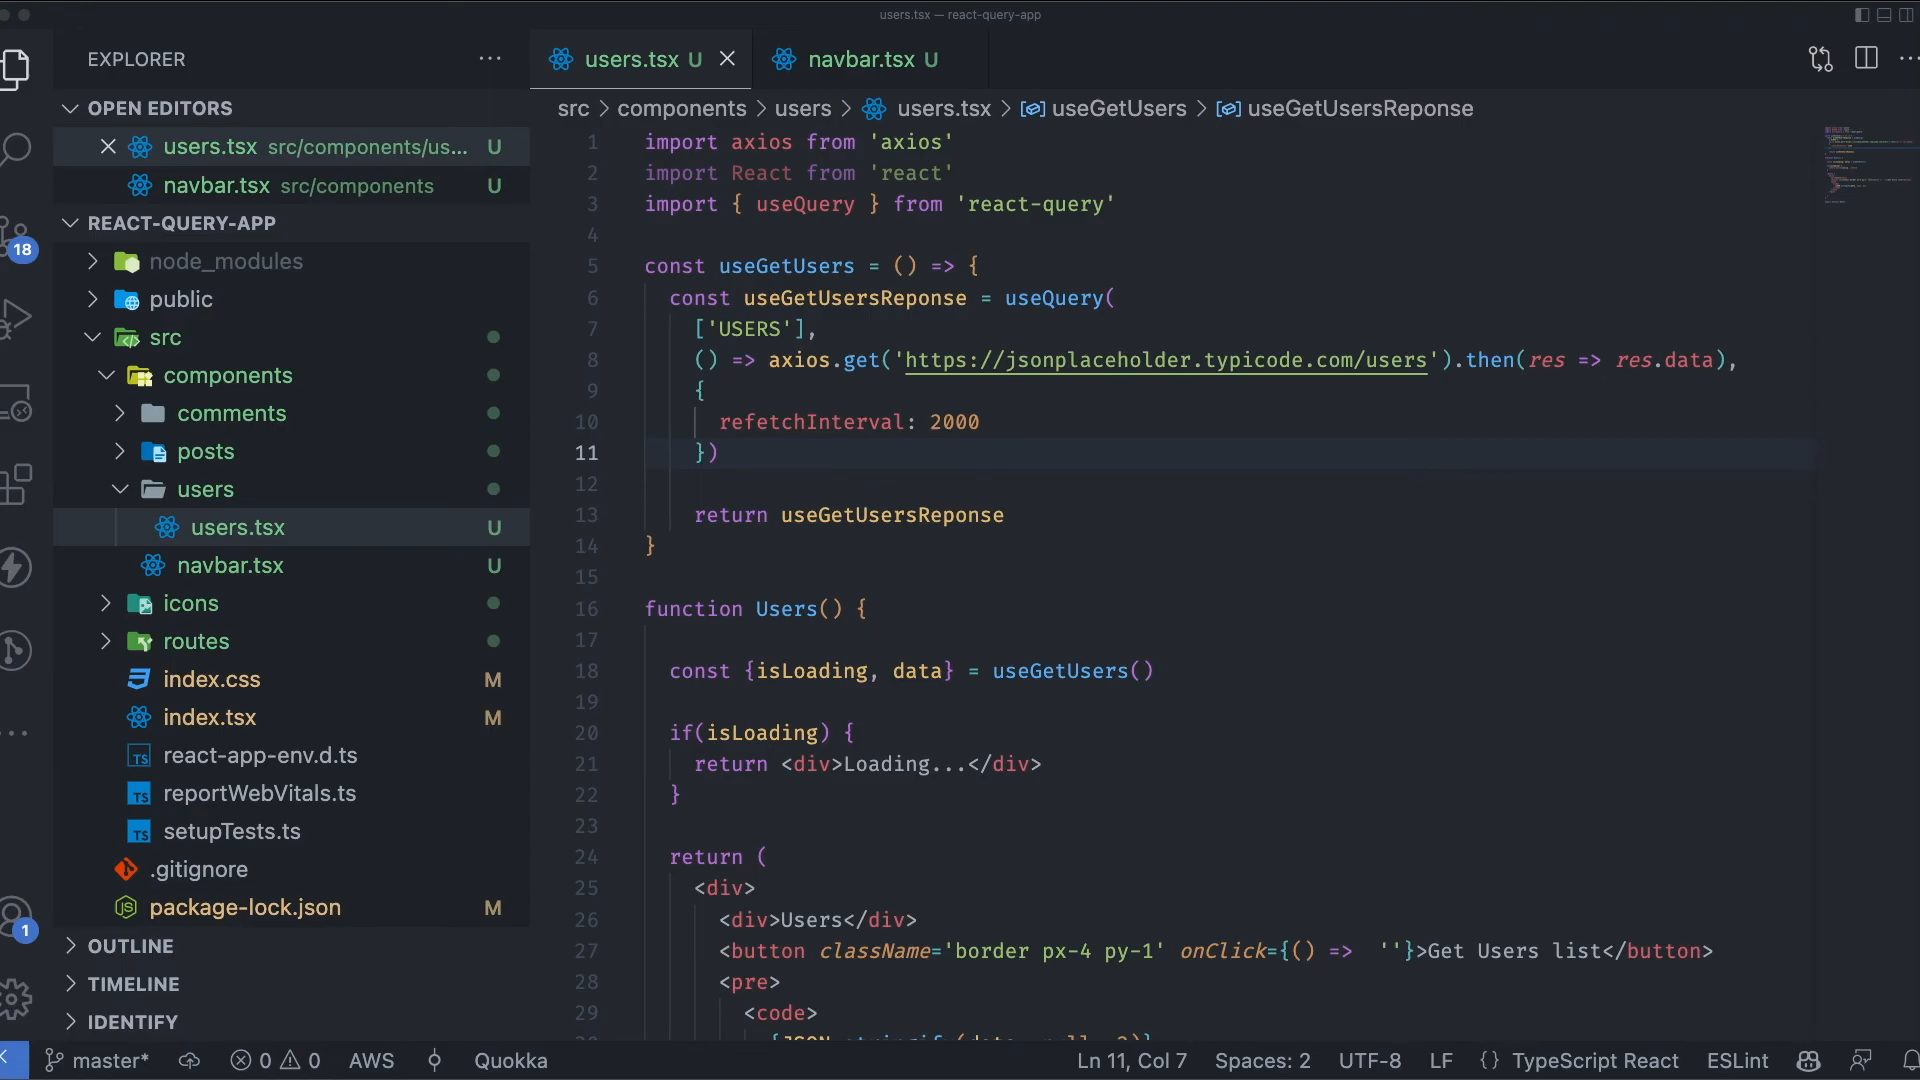 users.tsx — react-query-app
EXPLORER
OPEN EDITORS
users.tsx src/components/us... U
navbar.tsx src/components U
REACT-QUERY-APP
node_modules
public
src
components
comments
posts
users
users.tsx U
navbar.tsx U
icons
routes
index.css M
index.tsx M
react-app-env.d.ts
reportWebVitals.ts
setupTests.ts
.gitignore
package-lock.json M
OUTLINE
TIMELINE
IDENTIFY
18
1
users.tsx U
navbar.tsx U
src > components > users > users.tsx > useGetUsers > useGetUsersReponse
1 import axios from 'axios'
2 import React from 'react'
3 import { useQuery } from 'react-query'
4
5 const useGetUsers = () => {
6 const useGetUsersReponse = useQuery(
7 ['USERS'],
8 () => axios.get('https://jsonplaceholder.typicode.com/users').then(res => res.data),
9 {
10 refetchInterval: 2000
11 })
12
13 return useGetUsersReponse
14 }
15
16 function Users() {
17
18 const {isLoading, data} = useGetUsers()
19
20 if(isLoading) {
21 return <div>Loading...</div>
22 }
23
24 return (
25 <div>
26 <div>Users</div>
27 <button className='border px-4 py-1' onClick={() => ''}>Get Users list</button>
28 <pre>
29 <code>
master* 0 0 AWS Quokka Ln 11, Col 7 Spaces: 2 UTF-8 LF {} TypeScript React ESLint